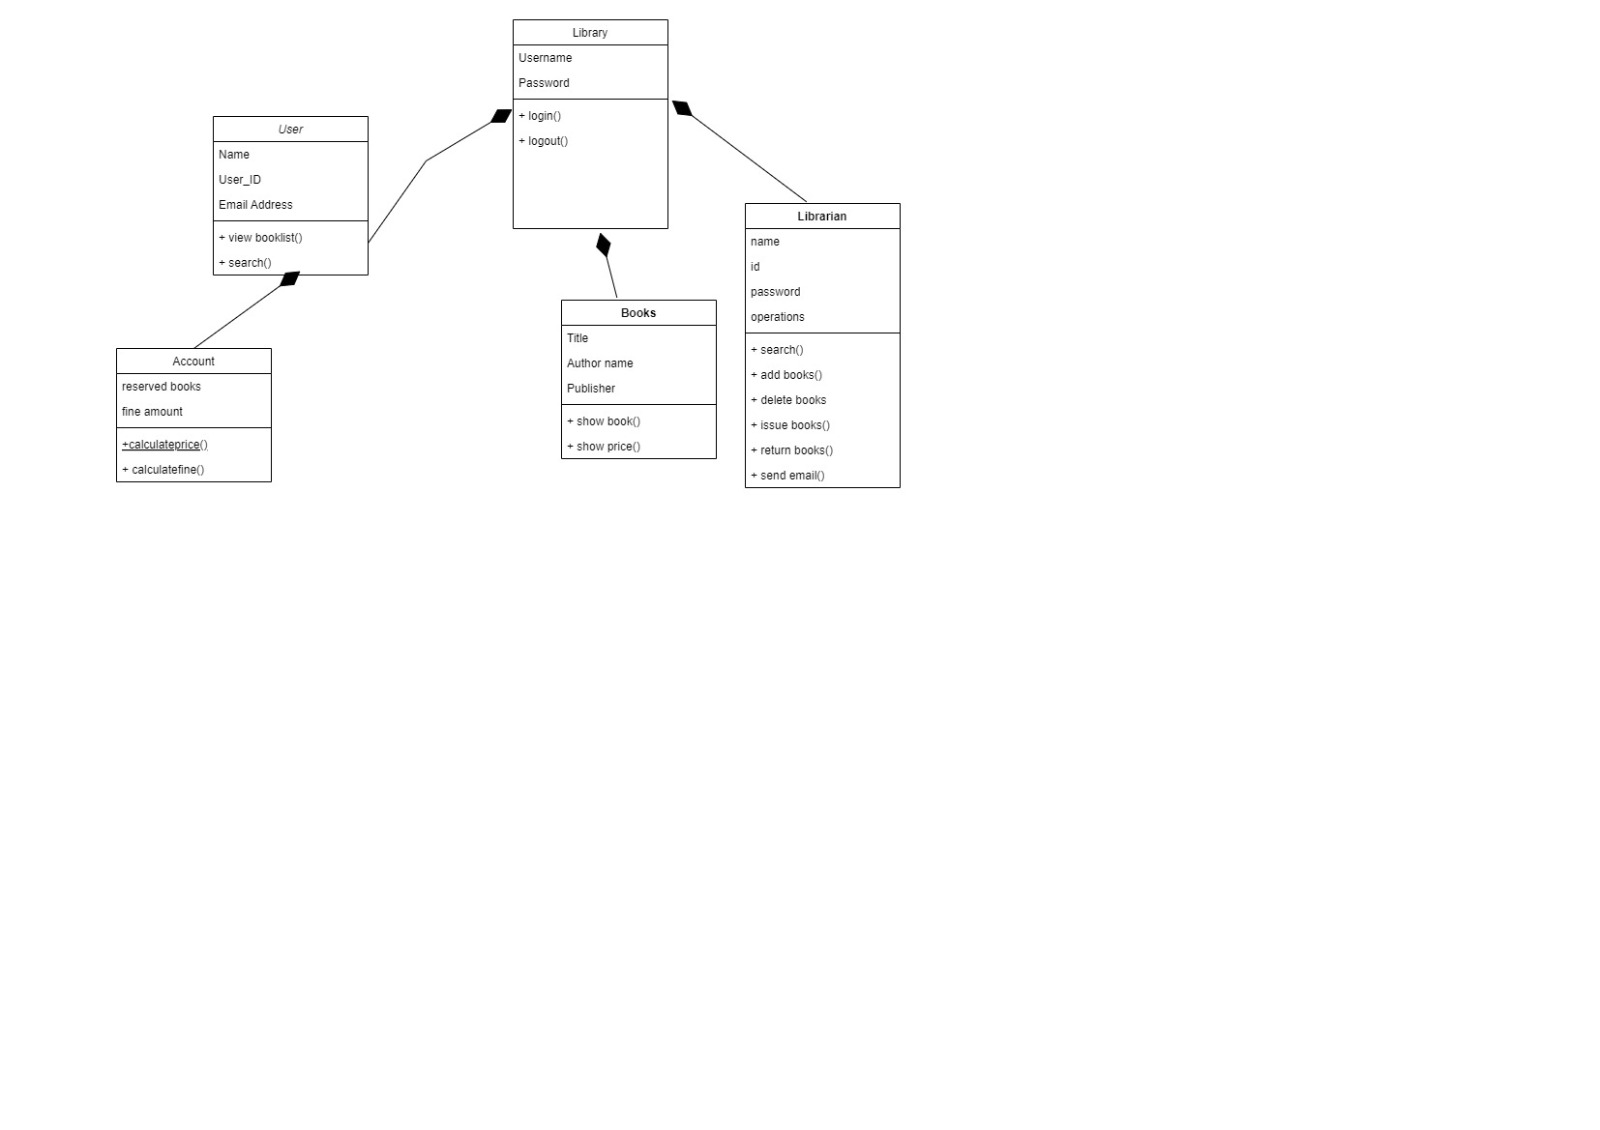 Library
Username
Password
+ login()
+ logout()
User
Name
User_ID
Email Address
+ view booklist()
+ search()
Account
reserved books
fine amount
+calculateprice()
+ calculatefine()
Books
Title
Author name
Publisher
+ show book()
+ show price()
Librarian
name
id
password
operations
+ search()
+ add books()
+ delete books
+ issue books()
+ return books()
+ send email()